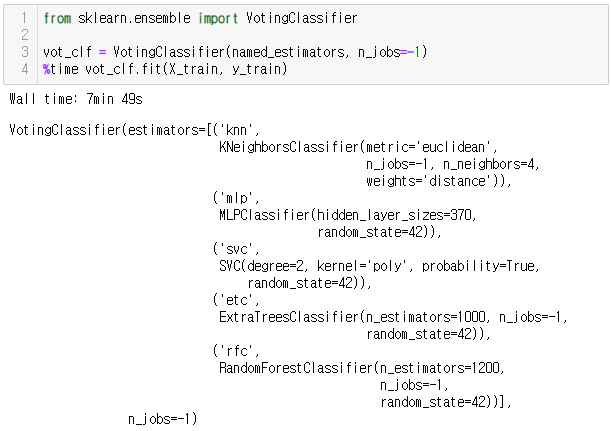 1 from sklearn.ensemble import VotingClassifier
2
3 vot_clf = VotingClassifier(named_estimators, n_jobs=-1)
4 %time vot_clf.fit(X_train, y_train)
Wall time: 7min 49s
VotingClassifier(estimators=[('knn',
KNeighborsClassifier(metric='euclidean',
n_jobs=-1, n_neighbors=4,
weights='distance')),
('mlp',
MLPClassifier(hidden_layer_sizes=370,
random_state=42)),
('svc',
SVC(degree=2, kernel='poly', probability=True,
random_state=42)),
('etc',
ExtraTreesClassifier(n_estimators=1000, n_jobs=-1,
random_state=42)),
('rfc',
RandomForestClassifier(n_estimators=1200,
n_jobs=-1,
random_state=42))],
n_jobs=-1)